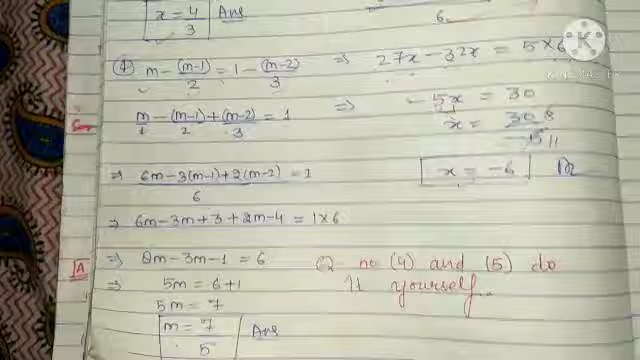 x = 4/3 Ans
6
④ m - (m-1)/2 = 1 - (m-2)/3
m/1 - (m-1)/2 + (m-2)/3 = 1
⇒ 6m - 3(m-1) + 2(m-2)/6 = 1
⇒ 6m - 3m + 3 + 2m - 4 = 1×6
⇒ 8m - 3m - 1 = 6
⇒ 5m = 6+1
5m = 7
m = 7/5 Ans
⇒ 27x - 32x = 5×6
⇒ -5x = 30
x = 30
x = -6
Q no (4) and (5) do
it yourself.
KINEMASTER